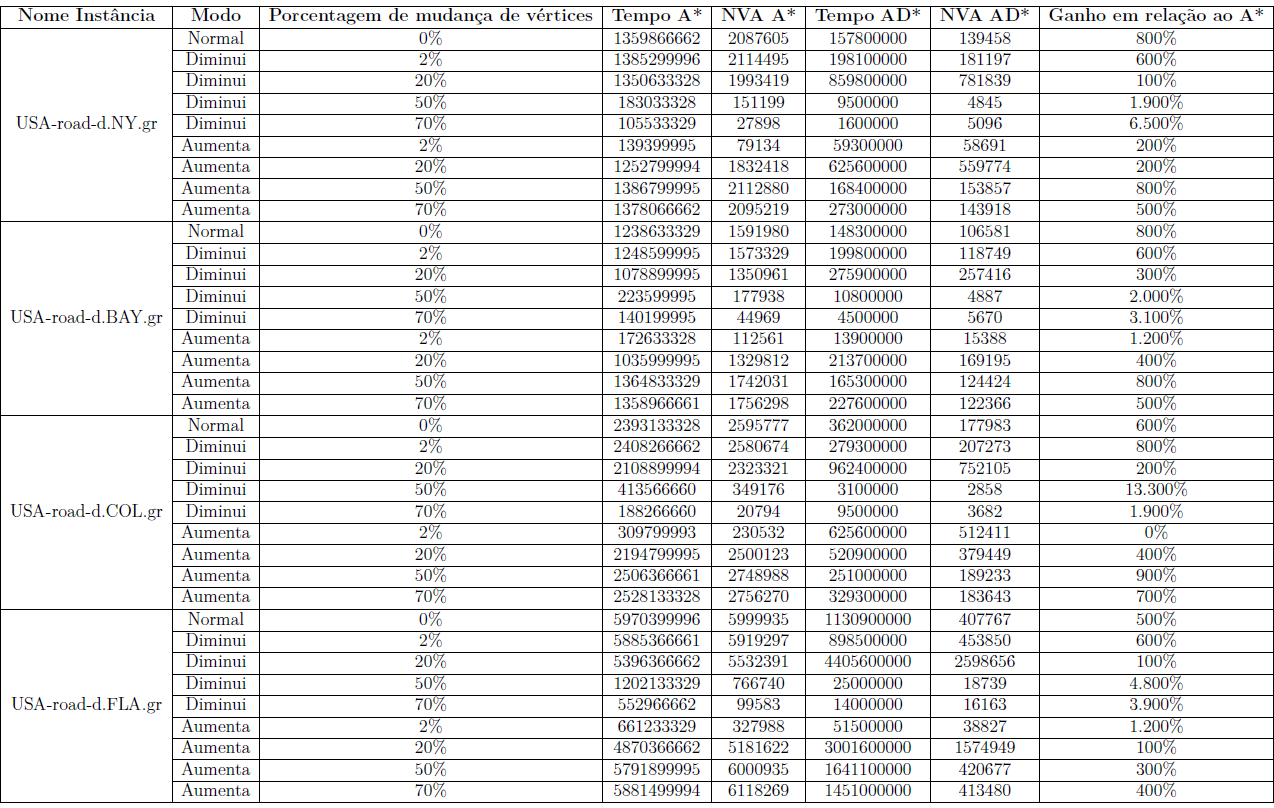 Nome Instância Modo Porcentagem de mudança de vértices Tempo A* NVA A* Tempo AD* NVA AD* Ganho em relação ao A*
Normal 0% 1359866662 2087605 157800000 139458 800%
Diminui 2% 1385299996 2114495 198100000 181197 600%
Diminui 20% 1350633328 1993419 859800000 781839 100%
Diminui 50% 183033328 151199 9500000 4845 1.900%
USA-road-d.NY.gr Diminui 70% 105533329 27898 1600000 5096 6.500%
Aumenta 2% 139399995 79134 59300000 58691 200%
Aumenta 20% 1252799994 1832418 625600000 559774 200%
Aumenta 50% 1386799995 2112880 168400000 153857 800%
Aumenta 70% 1378066662 2095219 273000000 143918 500%
Normal 0% 1238633329 1591980 148300000 106581 800%
Diminui 2% 1248599995 1573329 199800000 118749 600%
Diminui 20% 1078899995 1350961 275900000 257416 300%
Diminui 50% 223599995 177938 10800000 4887 2.000%
USA-road-d.BAY.gr Diminui 70% 140199995 44969 4500000 5670 3.100%
Aumenta 2% 172633328 112561 13900000 15388 1.200%
Aumenta 20% 1035999995 1329812 213700000 169195 400%
Aumenta 50% 1364833329 1742031 165300000 124424 800%
Aumenta 70% 1358966661 1756298 227600000 122366 500%
Normal 0% 2393133328 2595777 362000000 177983 600%
Diminui 2% 2408266662 2580674 279300000 207273 800%
Diminui 20% 2108899994 2323321 962400000 752105 200%
Diminui 50% 413566660 349176 3100000 2858 13.300%
USA-road-d.COL.gr Diminui 70% 188266660 20794 9500000 3682 1.900%
Aumenta 2% 309799993 230532 625600000 512411 0%
Aumenta 20% 2194799995 2500123 520900000 379449 400%
Aumenta 50% 2506366661 2748988 251000000 189233 900%
Aumenta 70% 2528133328 2756270 329300000 183643 700%
Normal 0% 5970399996 5999935 1130900000 407767 500%
Diminui 2% 5885366661 5919297 898500000 453850 600%
Diminui 20% 5396366662 5532391 4405600000 2598656 100%
Diminui 50% 1202133329 766740 25000000 18739 4.800%
USA-road-d.FLA.gr Diminui 70% 552966662 99583 14000000 16163 3.900%
Aumenta 2% 661233329 327988 51500000 38827 1.200%
Aumenta 20% 4870366662 5181622 3001600000 1574949 100%
Aumenta 50% 5791899995 6000935 1641100000 420677 300%
Aumenta 70% 5881499994 6118269 1451000000 413480 400%